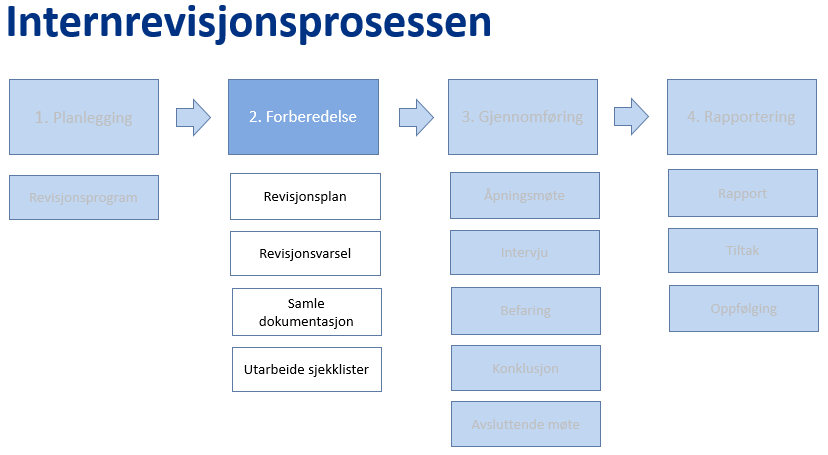 Internrevisjonsprosessen
1. Planlegging
2. Forberedelse
3. Gjennomføring
4. Rapportering
Revisjonsprogram
Revisjonsplan
Revisjonsvarsel
Samle
dokumentasjon
Utarbeide sjekklister
Åpningsmøte
Intervju
Befaring
Konklusjon
Avsluttende møte
Rapport
Tiltak
Oppfølging